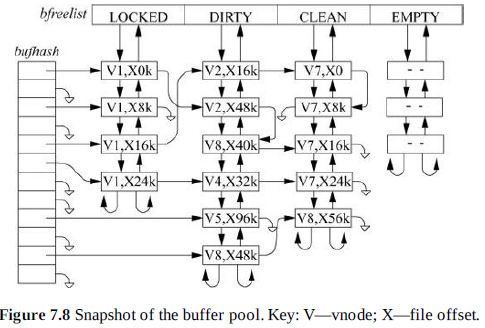 bfreelist LOCKED DIRTY CLEAN EMPTY
bufhash
V1,X0k V2,X16k V7,X0 - -
V1,X8k V2,X48k V7,X8k - -
V1,X16k V8,X40k V7,X16k - -
V1,X24k V4,X32k V7,X24k
V5,X96k V8,X56k
V8,X48k
Figure 7.8 Snapshot of the buffer pool. Key: V—vnode; X—file offset.